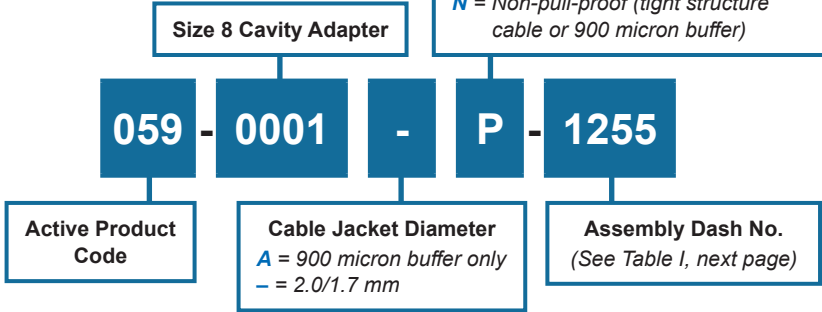 N = Non-pull-proof (tight structure
cable or 900 micron buffer)
Size 8 Cavity Adapter
059 - 0001 - P - 1255
Active Product
Code
Cable Jacket Diameter
A = 900 micron buffer only
– = 2.0/1.7 mm
Assembly Dash No.
(See Table I, next page)